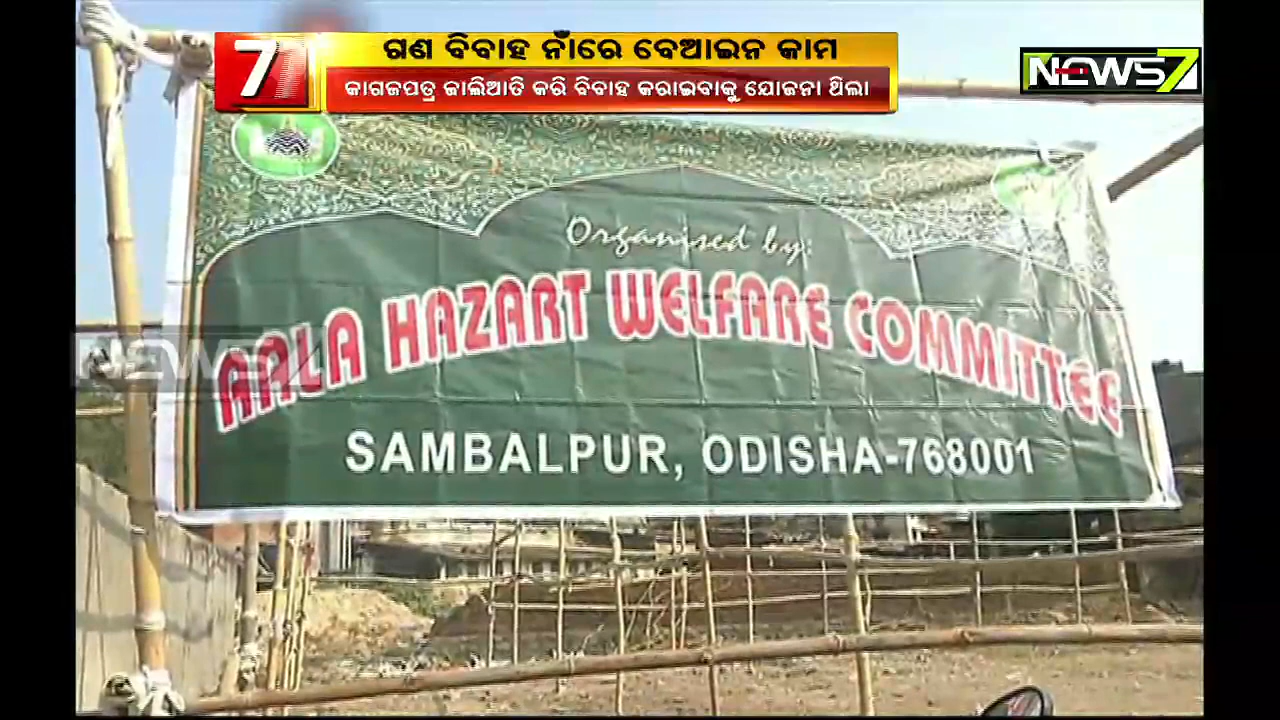 7 ଗଣ ବିବାହ ନାଁରେ ବେଆଇନ କାମ
କାଗଜପତ୍ର ଜାଲିଆତି କରି ବିବାହ କରାଇବାକୁ ଯୋଜନା ଥିଲା
NEWS7
Organised by:
AALA HAZART WELFARE COMMITTEE
NEWS7
SAMBALPUR, ODISHA-768001